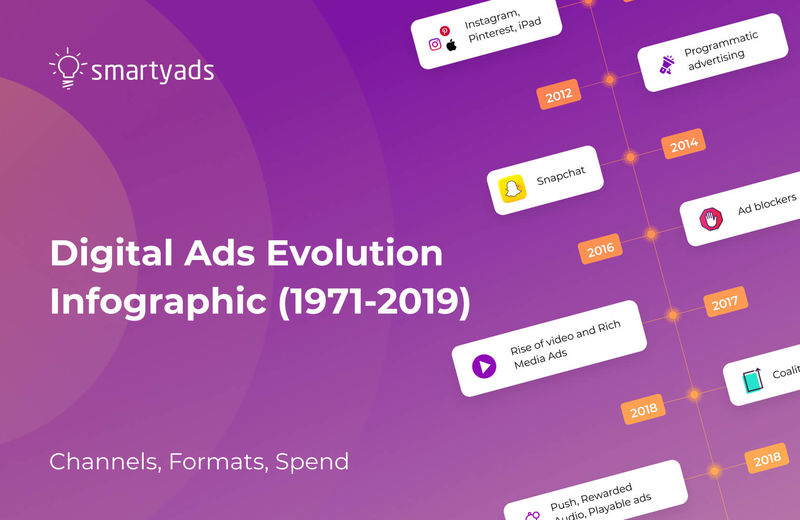 smartyads
Digital Ads Evolution
Infographic (1971-2019)
Channels, Formats, Spend
Instagram,
Pinterest, iPad
Programmatic
advertising
2012
2014
Snapchat
Ad blockers
2016
2017
Rise of video and Rich
Media Ads
2018
2018
Push, Rewarded
Audio, Playable ads